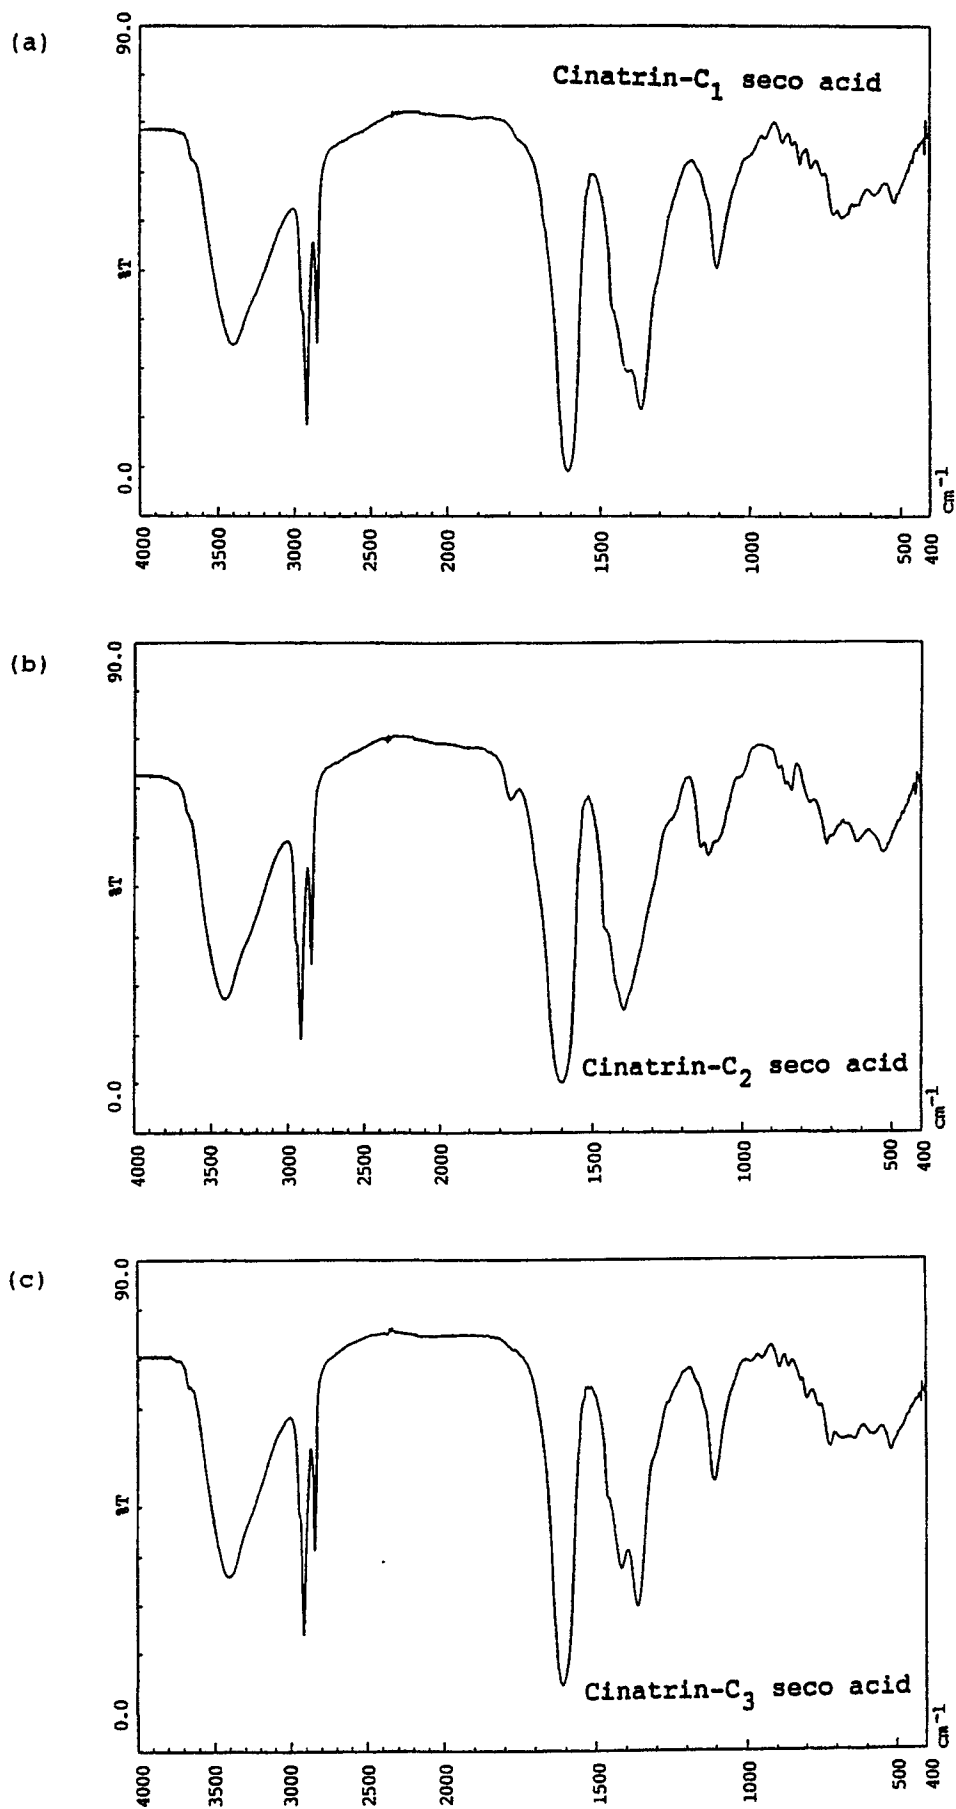 (a)
90.0
%T
0.0
Cinatrin-C₁ seco acid
4000 3500 3000 2500 2000 1500 1000 500 400
cm⁻¹
(b)
90.0
%T
0.0
Cinatrin-C₂ seco acid
4000 3500 3000 2500 2000 1500 1000 500 400
cm⁻¹
(c)
90.0
%T
0.0
Cinatrin-C₃ seco acid
4000 3500 3000 2500 2000 1500 1000 500 400
cm⁻¹